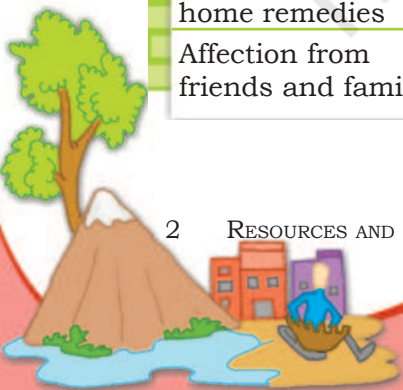 home remedies
Affection from
friends and fami
2 RESOURCES AND